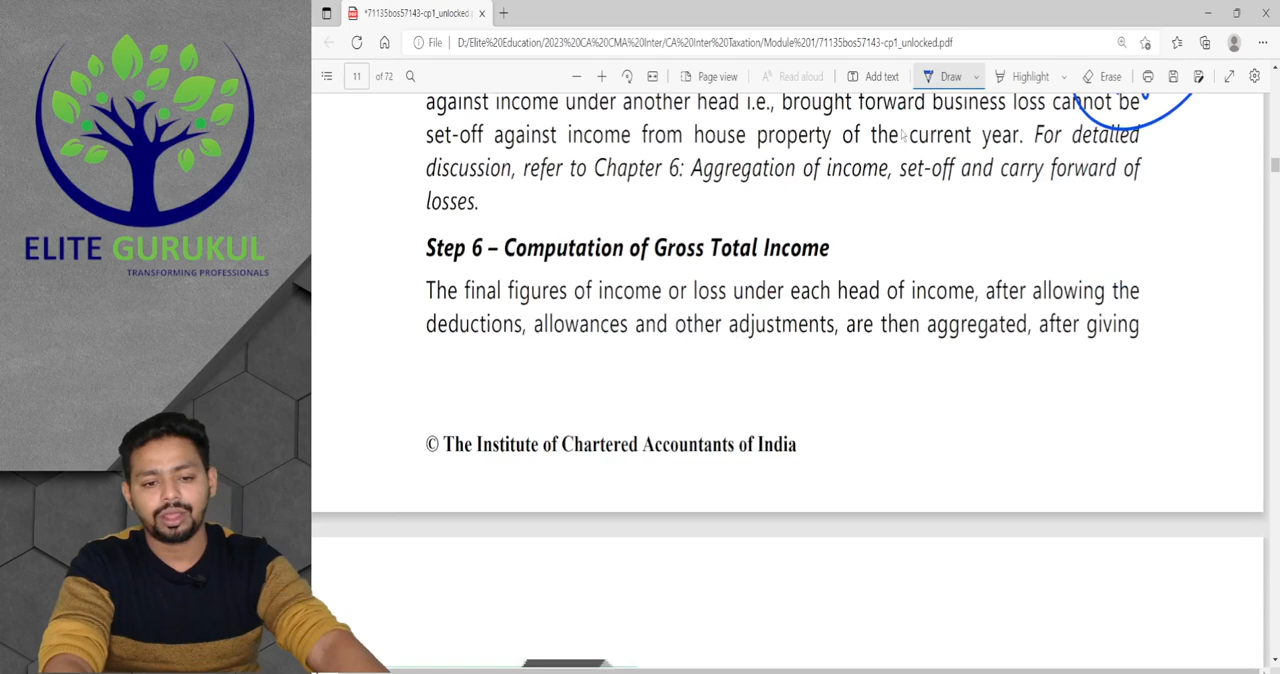 *71135bos57143-cp1_unlocked.p
File
D:/Elite%20Education/2023%20CA%20CMA%20Inter/CA%20Inter%20Taxation/Module%201/71135bos57143-cp1_unlocked.pdf
11 of 72
Page view
Read aloud
Add text
Draw
Highlight
Erase
ELITE GURUKUL
TRANSFORMING PROFESSIONALS
against income under another head i.e., brought forward business loss cannot be
set-off against income from house property of the current year. For detailed
discussion, refer to Chapter 6: Aggregation of income, set-off and carry forward of
losses.
Step 6 – Computation of Gross Total Income
The final figures of income or loss under each head of income, after allowing the
deductions, allowances and other adjustments, are then aggregated, after giving
© The Institute of Chartered Accountants of India